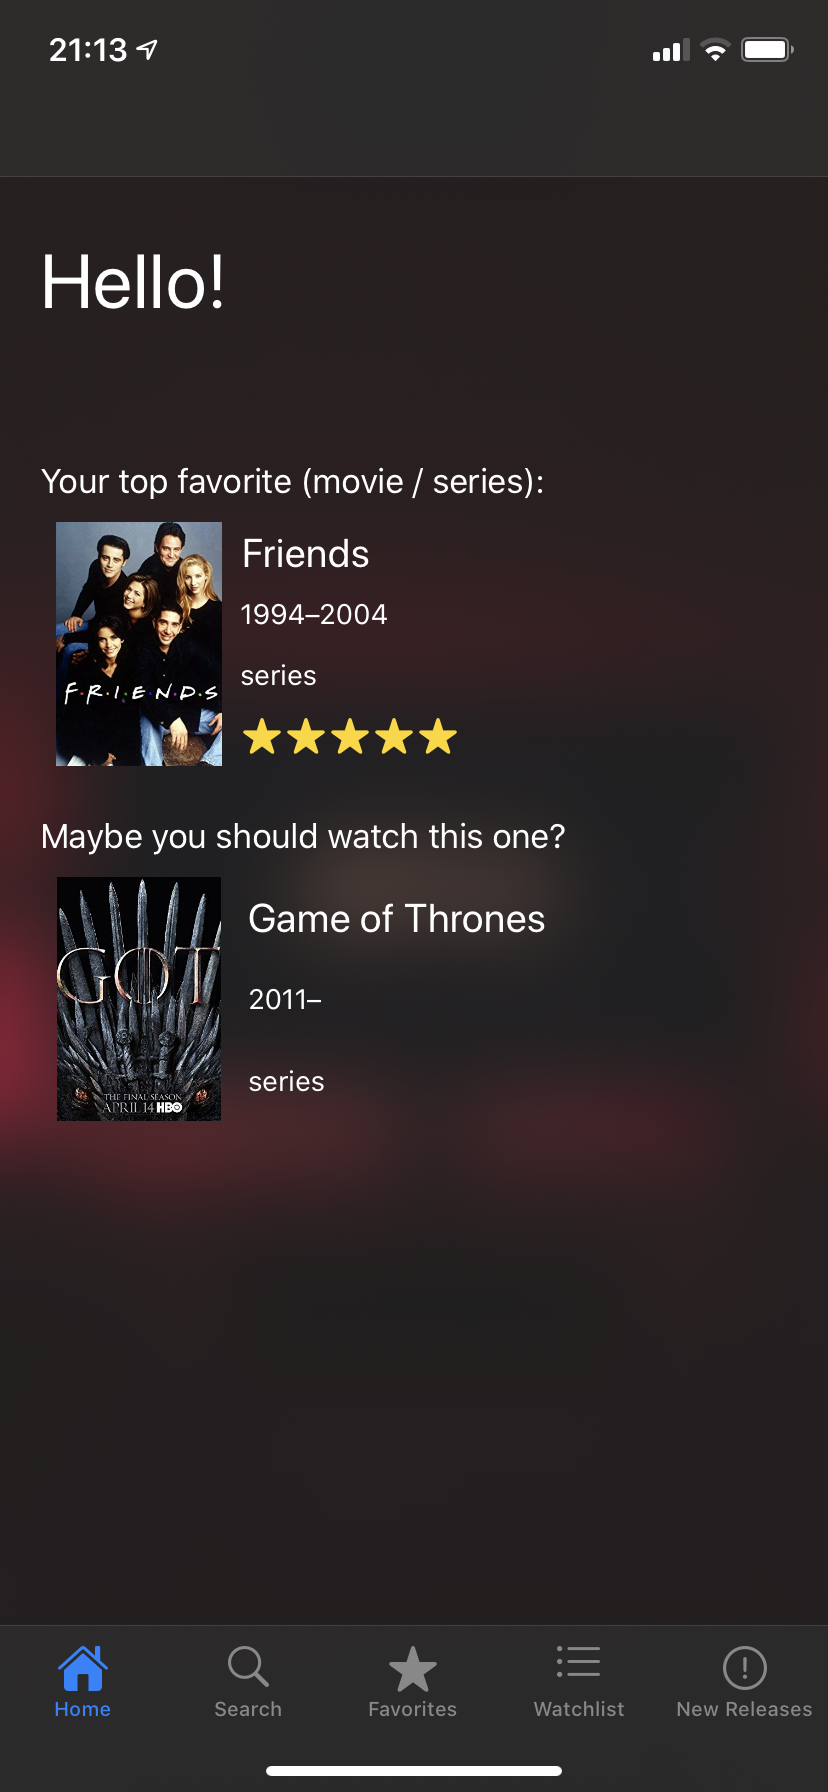 21:13
Hello!
Your top favorite (movie / series):
F·R·I·E·N·D·S
Friends
1994–2004
series
Maybe you should watch this one?
GOT
THE FINAL SEASON
APRIL 14 HBO
Game of Thrones
2011–
series
Home
Search
Favorites
Watchlist
New Releases